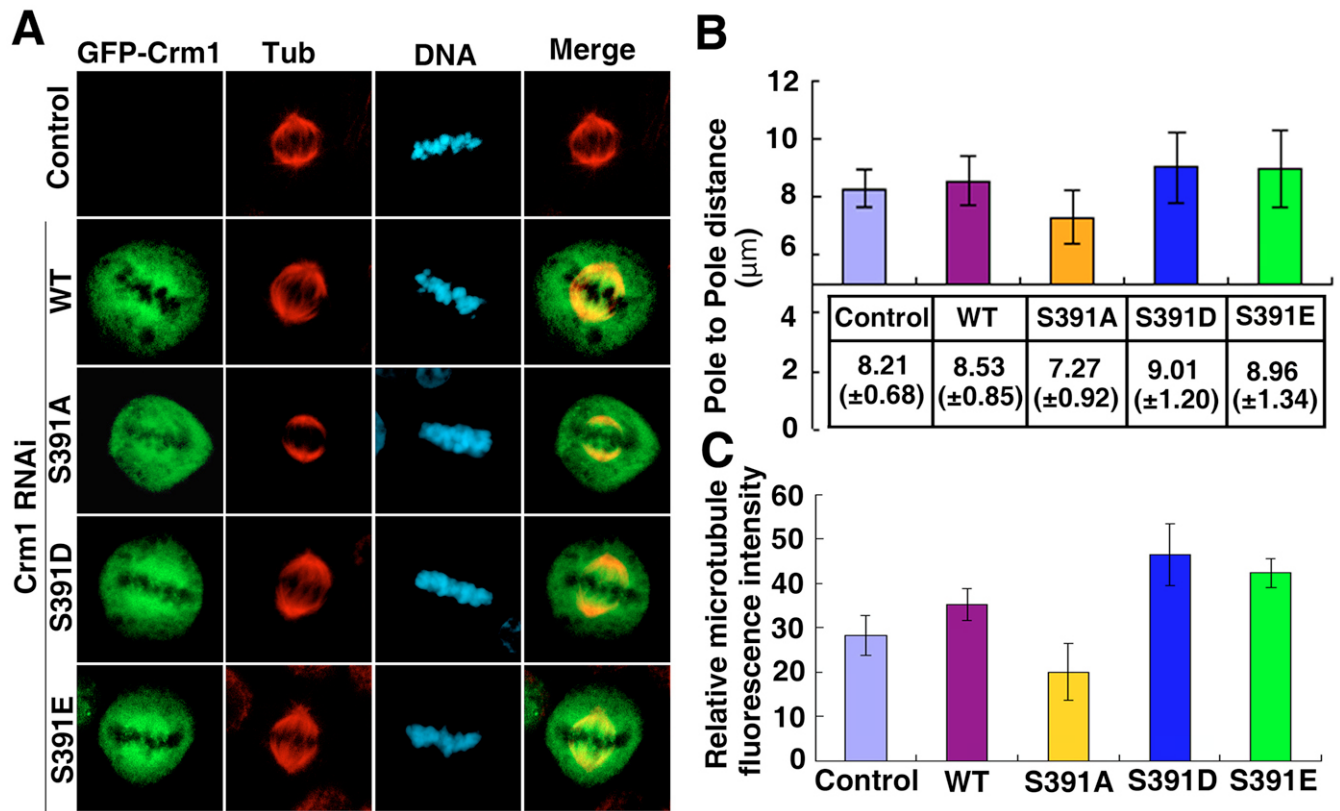 A
GFP-Crm1 Tub DNA Merge
Control
Crm1 RNAi
WT
S391A
S391D
S391E
B
Pole to Pole distance
(µm)
12
10
8
6
4
2
0
Control WT S391A S391D S391E
8.21 8.53 7.27 9.01 8.96
(±0.68) (±0.85) (±0.92) (±1.20) (±1.34)
C
Relative microtubule
fluorescence intensity
60
50
40
30
20
10
0
Control WT S391A S391D S391E